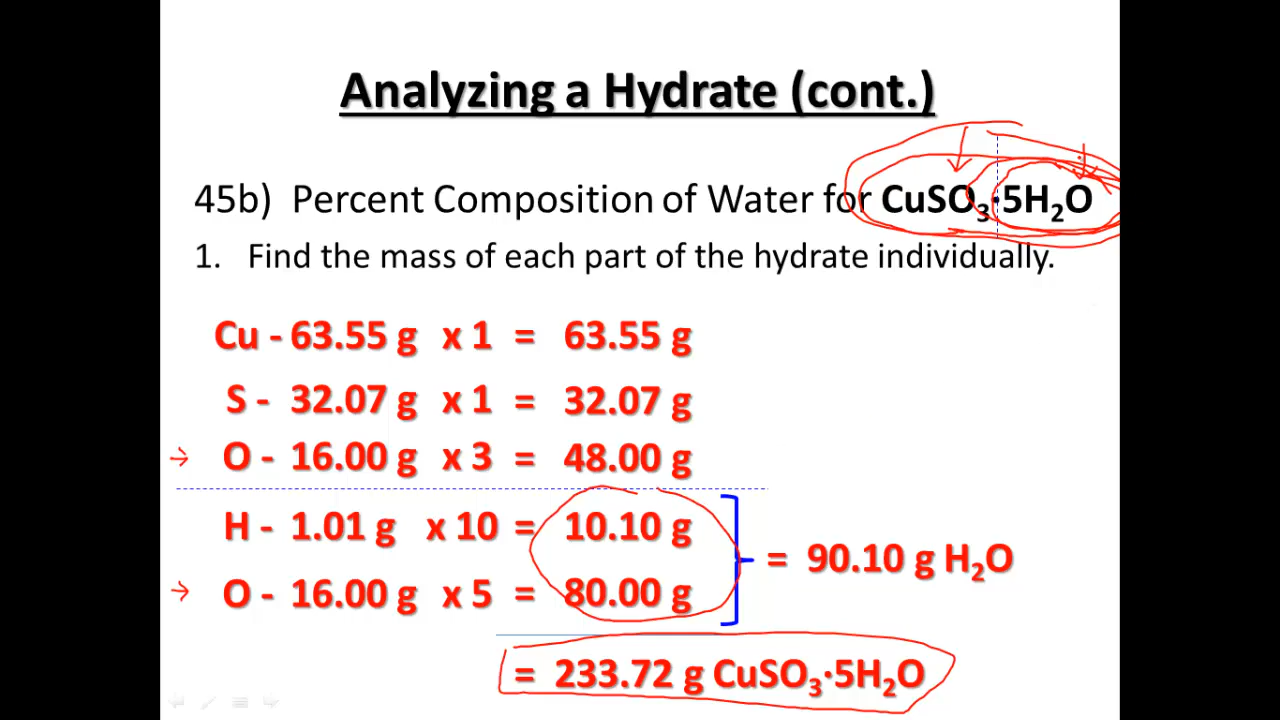 Analyzing a Hydrate (cont.)
45b) Percent Composition of Water for CuSO₃·5H₂O
1. Find the mass of each part of the hydrate individually.
Cu - 63.55 g x 1 = 63.55 g
S - 32.07 g x 1 = 32.07 g
→ O - 16.00 g x 3 = 48.00 g
H - 1.01 g x 10 = 10.10 g
= 90.10 g H₂O
→ O - 16.00 g x 5 = 80.00 g
= 233.72 g CuSO₃·5H₂O